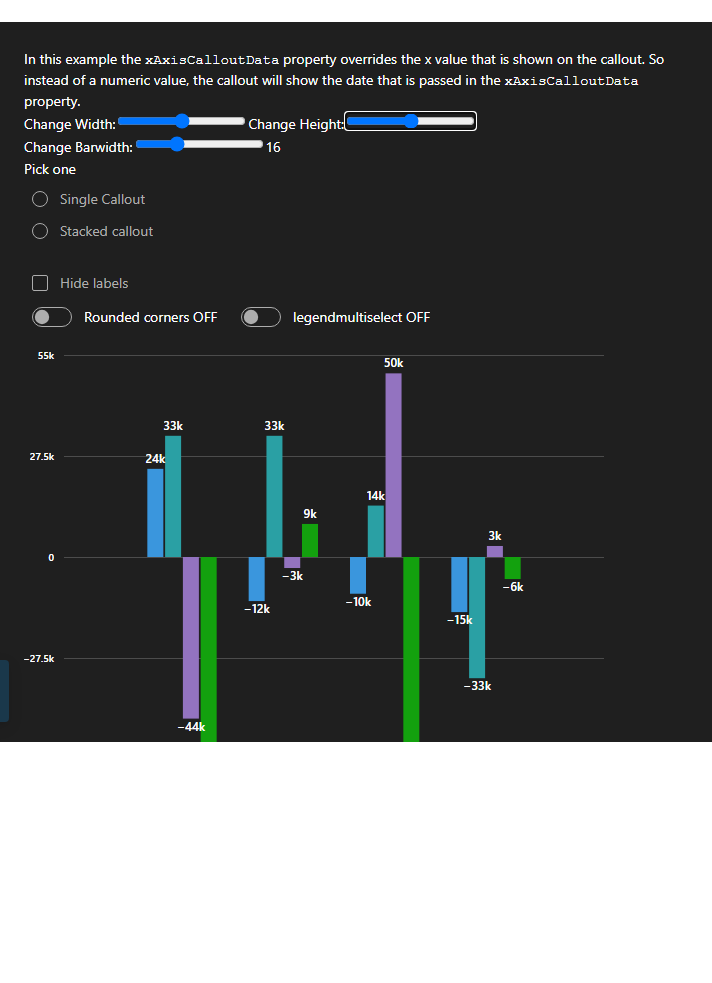 In this example the xAxisCalloutData property overrides the x value that is shown on the callout. So
instead of a numeric value, the callout will show the date that is passed in the xAxisCalloutData
property.
Change Width: Change Height:
Change Barwidth: 16
Pick one
Single Callout
Stacked callout
Hide labels
Rounded corners OFF legendmultiselect OFF
55k
50k
33k 33k
27.5k
24k
14k
9k
3k
0
−3k
−6k
−10k
−12k
−15k
−27.5k
−33k
−44k